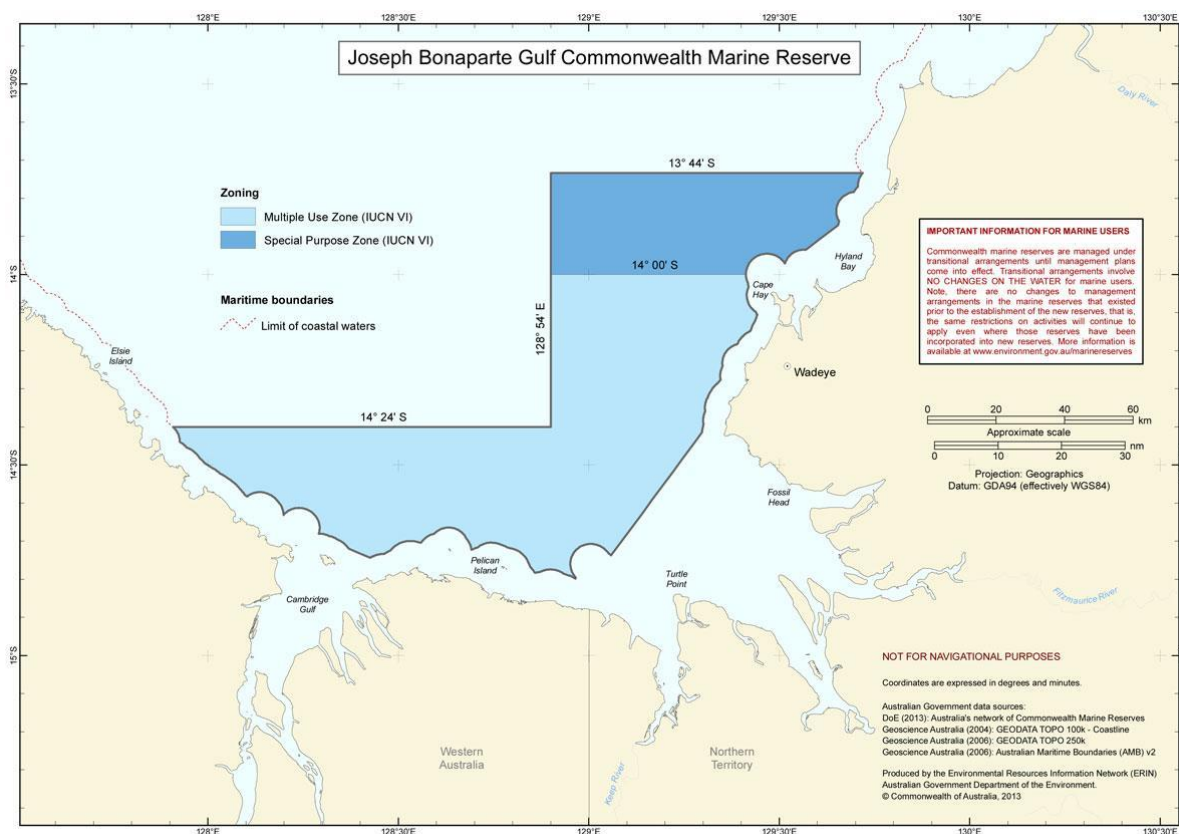 128°E
128°30'E
129°E
129°30'E
130°E
130°30'E
Joseph Bonaparte Gulf Commonwealth Marine Reserve
13°30'S
14°S
14°30'S
15°S
Daly River
13° 44' S
Zoning
Multiple Use Zone (IUCN VI)
Special Purpose Zone (IUCN VI)
Maritime boundaries
Limit of coastal waters
14° 00' S
128° 54' E
14° 24' S
Hyland
Bay
Cape
Hay
Elsie
Island
Wadeye
IMPORTANT INFORMATION FOR MARINE USERS
Commonwealth marine reserves are managed under
transitional arrangements until management plans
come into effect. Transitional arrangements involve
NO CHANGES ON THE WATER for marine users.
Note, there are no changes to management
arrangements in the marine reserves that existed
prior to the establishment of the new reserves, that is,
the same restrictions on activities will continue to
apply even where those reserves have been
incorporated into new reserves. More information is
available at www.environment.gov.au/marinereserves
0 20 40 60
km
Approximate scale
nm
0 10 20 30
Projection: Geographics
Datum: GDA94 (effectively WGS84)
Fossil
Head
Pelican
Island
Turtle
Point
Cambridge
Gulf
Fitzmaurice River
Keep River
Western
Australia
Northern
Territory
NOT FOR NAVIGATIONAL PURPOSES
Coordinates are expressed in degrees and minutes.
Australian Government data sources:
DoE (2013): Australia's network of Commonwealth Marine Reserves
Geoscience Australia (2004): GEODATA TOPO 100k - Coastline
Geoscience Australia (2006): GEODATA TOPO 250k
Geoscience Australia (2006): Australian Maritime Boundaries (AMB) v2
Produced by the Environmental Resources Information Network (ERIN)
Australian Government Department of the Environment.
© Commonwealth of Australia, 2013
128°E
128°30'E
129°E
129°30'E
130°E
130°30'E